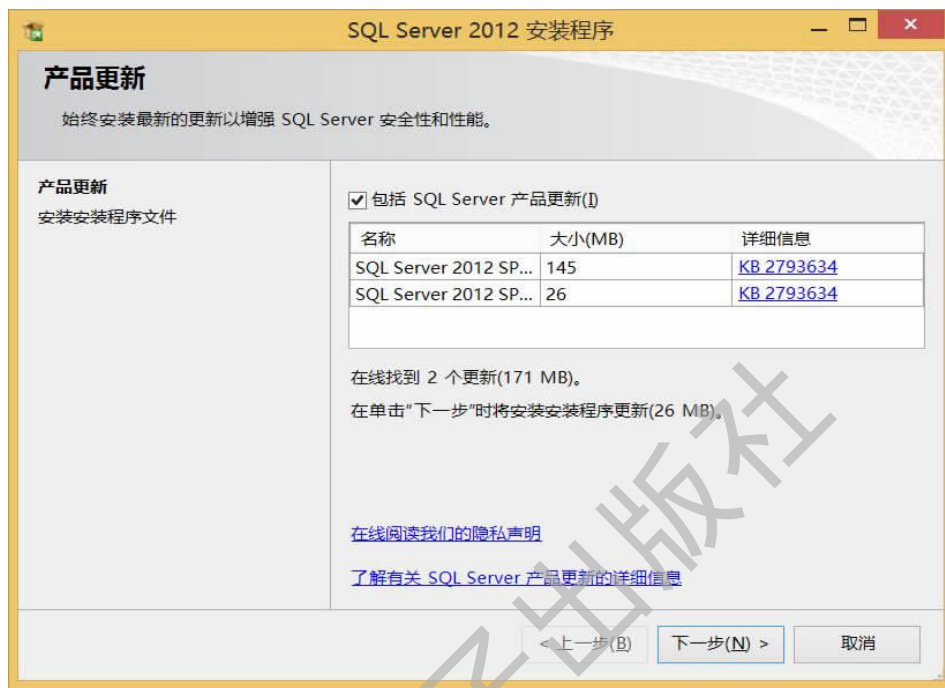 SQL Server 2012 安装程序
产品更新
始终安装最新的更新以增强 SQL Server 安全性和性能。
产品更新
安装安装程序文件
包括 SQL Server 产品更新(I)
名称 大小(MB) 详细信息
SQL Server 2012 SP... 145 KB 2793634
SQL Server 2012 SP... 26 KB 2793634
在线找到 2 个更新(171 MB)。
在单击“下一步”时将安装安装程序更新(26 MB)。
在线阅读我们的隐私声明
了解有关 SQL Server 产品更新的详细信息
< 上一步(B) 下一步(N) > 取消
子出版社